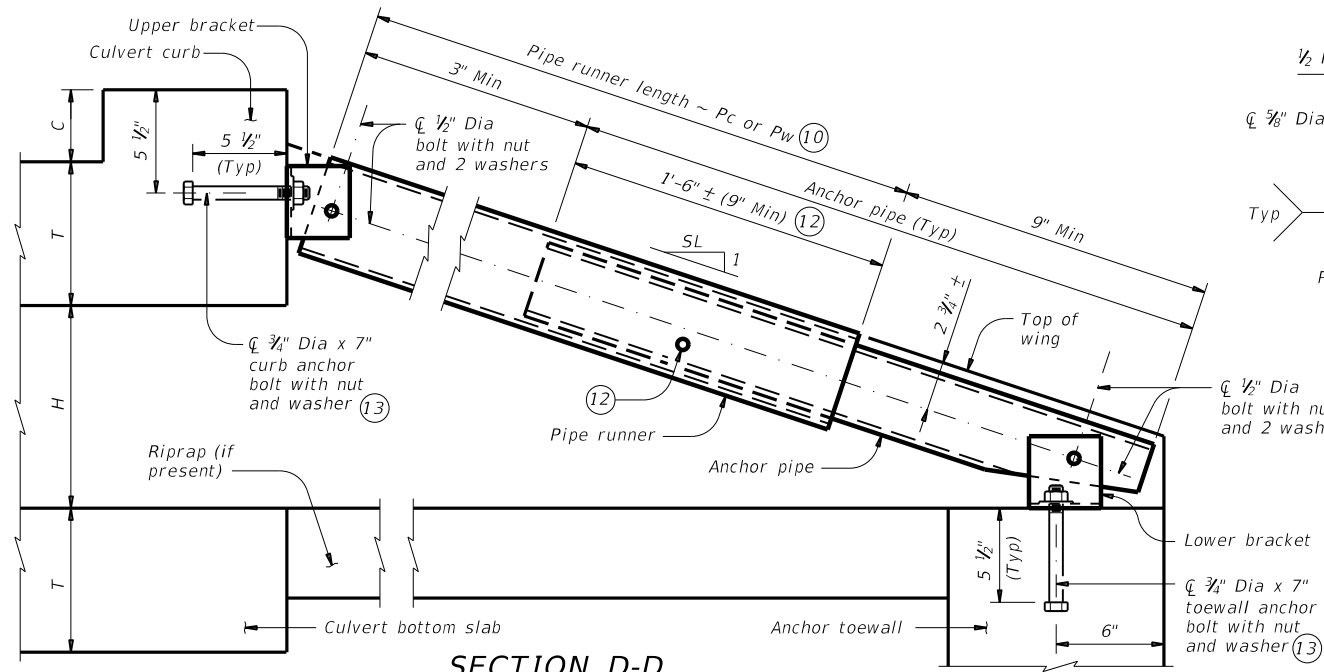 Upper bracket
Culvert curb
C
5 ½"
5 ½"
(Typ)
T
H
T
3" Min
Pipe runner length ~ Pc or Pw 10
℄ ½" Dia
bolt with nut
and 2 washers
1'-6" ± (9" Min) 12
Anchor pipe (Typ)
9" Min
SL
1
2 ¾" ±
Top of
wing
℄ ¾" Dia x 7"
curb anchor
bolt with nut
and washer 13
12
Pipe runner
Anchor pipe
Riprap (if
present)
℄ ½" Dia
bolt with
and 2
Lower bracket
5 ½"
(Typ)
℄ ¾" Dia x 7"
toewall anchor
bolt with nut
and washer 13
6"
Culvert bottom slab
Anchor toewall
SECTION D-D
½
℄ ⅝" Dia
Typ